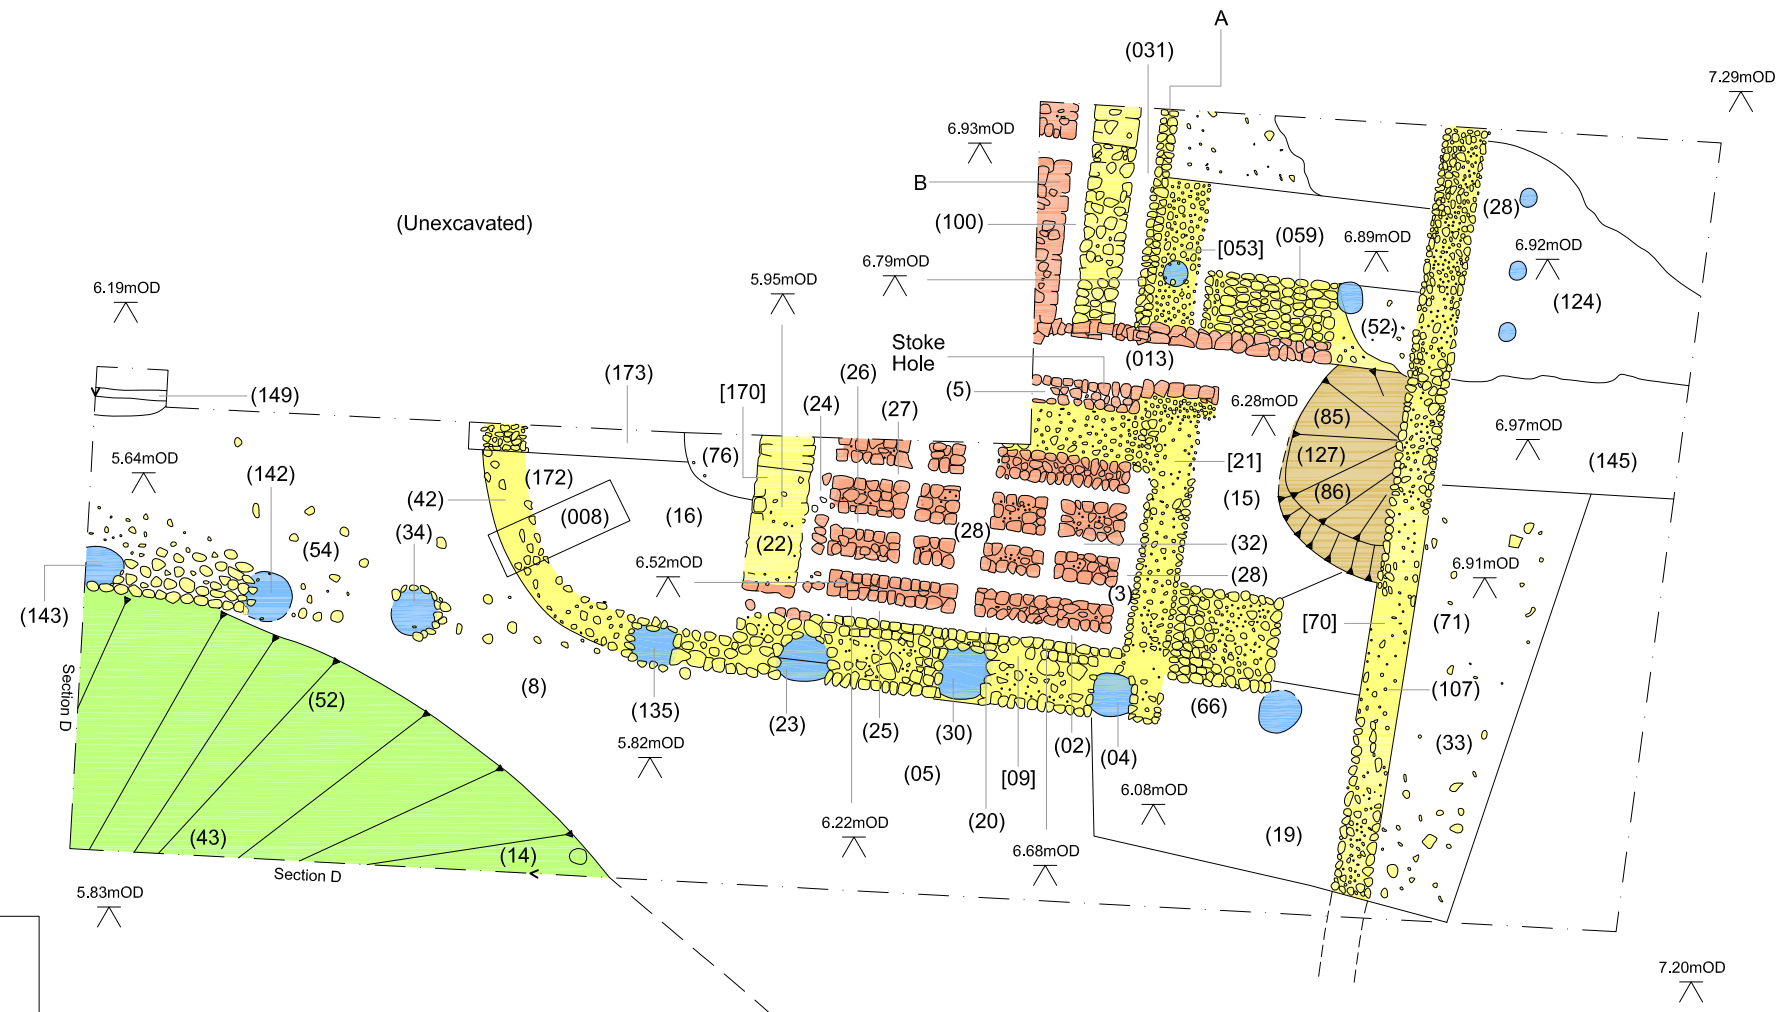 A
(031)
7.29mOD
6.93mOD
B
(28)
(Unexcavated)
(100)
[053]
(059)
6.89mOD
6.92mOD
6.79mOD
5.95mOD
6.19mOD
(124)
(52)
Stoke
Hole
(013)
(26)
(173)
(5)
[170]
(149)
(24)
(27)
6.28mOD
(85)
6.97mOD
(76)
(127)
[21]
(145)
5.64mOD
(142)
(172)
(42)
(86)
(15)
(008)
(16)
(34)
(28)
(22)
(32)
(54)
6.52mOD
6.91mOD
(28)
(3)
(143)
[70]
(71)
Section D
(8)
(107)
(52)
(135)
(23)
(25)
(30)
(02)
(04)
(66)
5.82mOD
(33)
(05)
[09]
6.08mOD
(43)
6.22mOD
(20)
(19)
(14)
6.68mOD
Section D
5.83mOD
7.20mOD